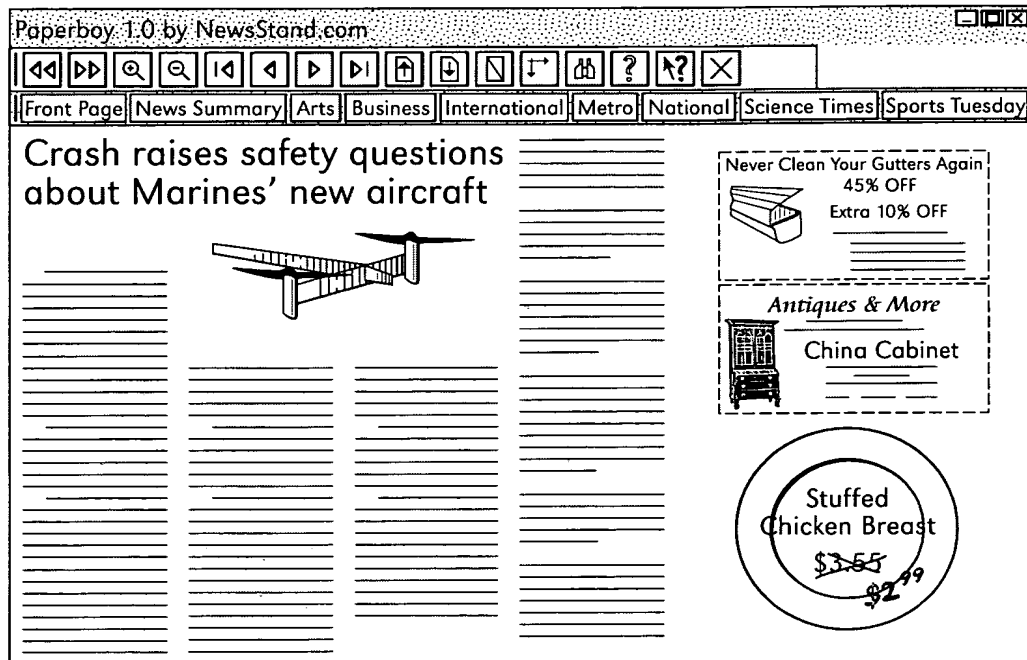 Paperboy 1.0 by NewsStand.com
Front Page News Summary Arts Business International Metro National Science Times Sports Tuesday
Crash raises safety questions
about Marines' new aircraft
Never Clean Your Gutters Again
45% OFF
Extra 10% OFF
Antiques & More
China Cabinet
Stuffed
Chicken Breast
$3.55
$2.99